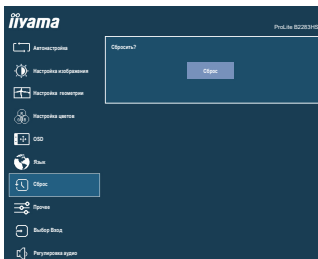 iiyama
ProLite B2283HS
Автонастройка
Сбросить?
Настройка изображения
Сброс
Настройка геометрии
Настройка цветов
OSD
Язык
Сброс
Прочее
Выбор Вход
Регулировка аудио